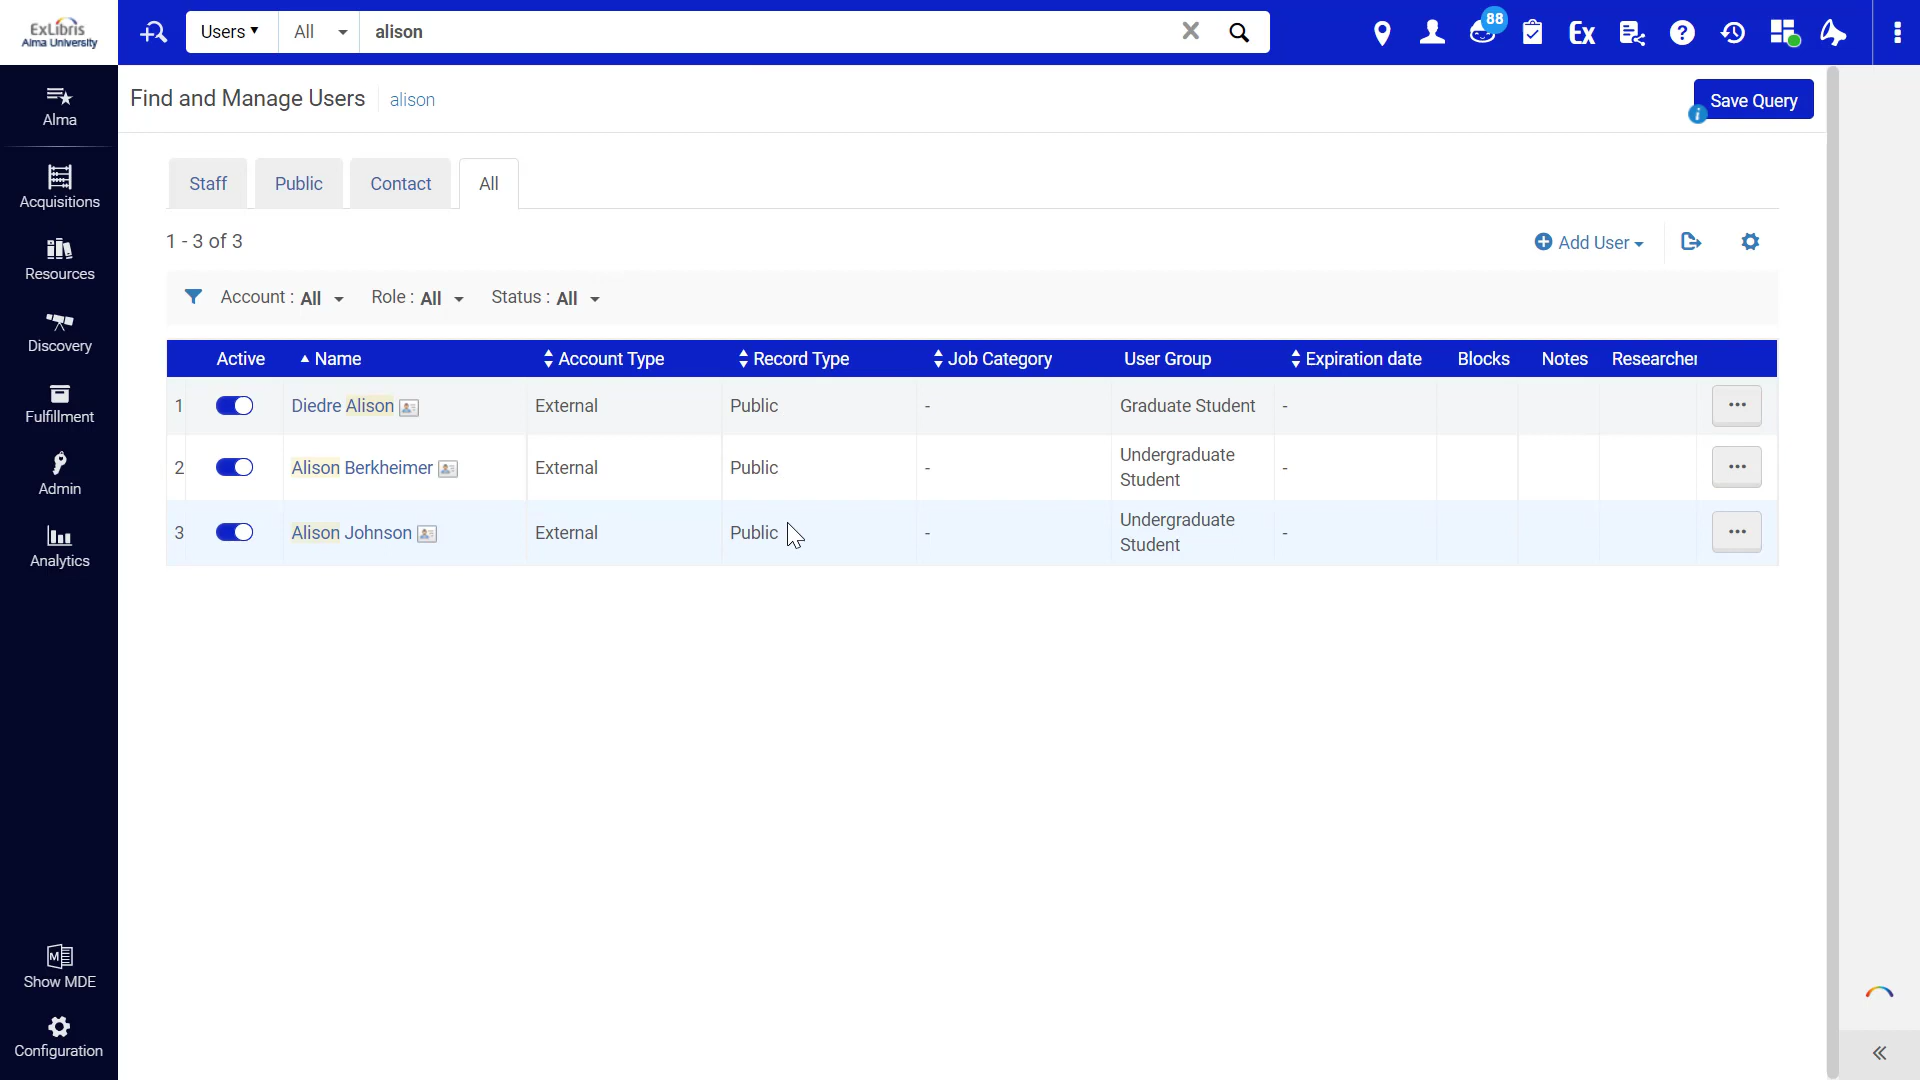 ExLibris
Alma University
Users
All
alison
88
Ex
Alma
Acquisitions
Resources
Discovery
Fulfillment
Admin
Analytics
Show MDE
Configuration
Find and Manage Users
alison
Save Query
Staff
Public
Contact
All
1 - 3 of 3
Add User
Account : All
Role : All
Status : All
Active Name Account Type Record Type Job Category User Group Expiration date Blocks Notes Researcher
1 Diedre Alison External Public - Graduate Student -
2 Alison Berkheimer External Public - Undergraduate Student -
3 Alison Johnson External Public - Undergraduate Student -